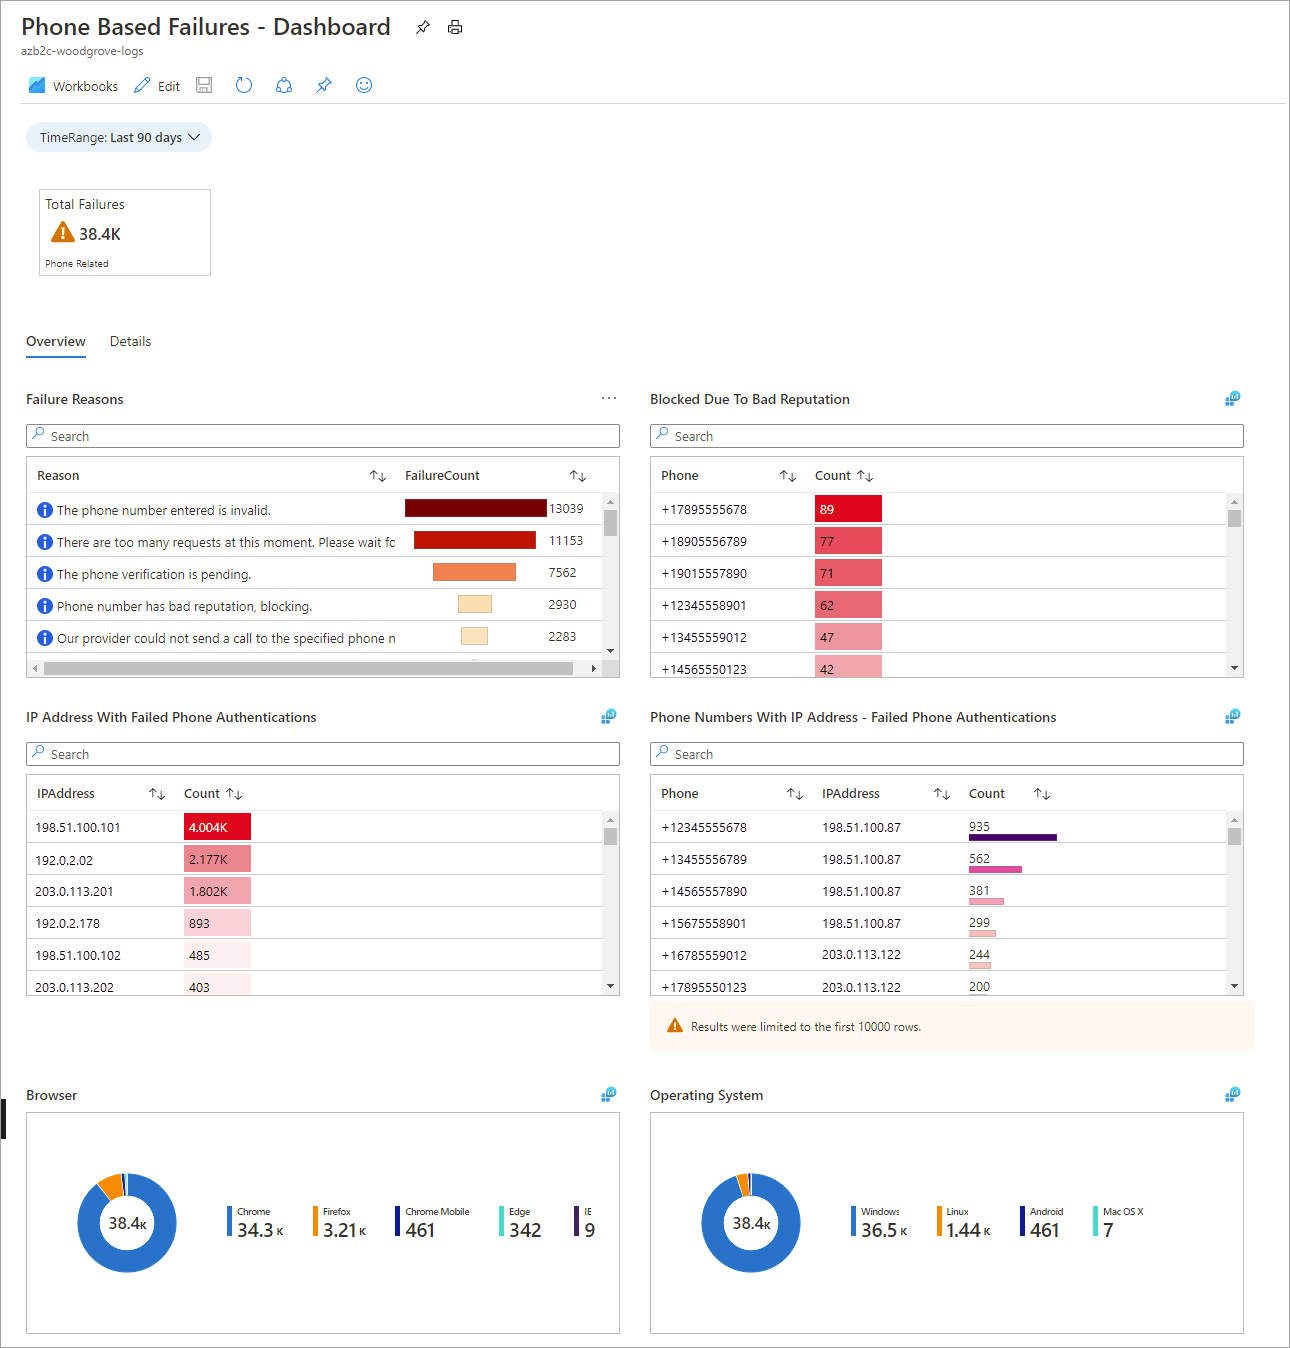 Phone Based Failures - Dashboard
azb2c-woodgrove-logs
Workbooks Edit
TimeRange: Last 90 days
Total Failures
38.4K
Phone Related
Overview Details
Failure Reasons
Search
Reason FailureCount
The phone number entered is invalid. 13039
There are too many requests at this moment. Please wait fo 11153
The phone verification is pending. 7562
Phone number has bad reputation, blocking. 2930
Our provider could not send a call to the specified phone n 2283
Blocked Due To Bad Reputation
Search
Phone Count
+17895555678 89
+18905556789 77
+19015557890 71
+12345558901 62
+13455559012 47
+14565550123 42
IP Address With Failed Phone Authentications
Search
IPAddress Count
198.51.100.101 4.004K
192.0.2.02 2.177K
203.0.113.201 1.802K
192.0.2.178 893
198.51.100.102 485
203.0.113.202 403
Phone Numbers With IP Address - Failed Phone Authentications
Search
Phone IPAddress Count
+12345555678 198.51.100.87 935
+13455556789 198.51.100.87 562
+14565557890 198.51.100.87 381
+15675558901 198.51.100.87 299
+16785559012 203.0.113.122 244
+17895550123 203.0.113.122 200
Results were limited to the first 10000 rows.
Browser
38.4K
Chrome Firefox Chrome Mobile Edge IE
34.3 K 3.21 K 461 342 9
Operating System
38.4K
Windows Linux Android Mac OS X
36.5 K 1.44 K 461 7